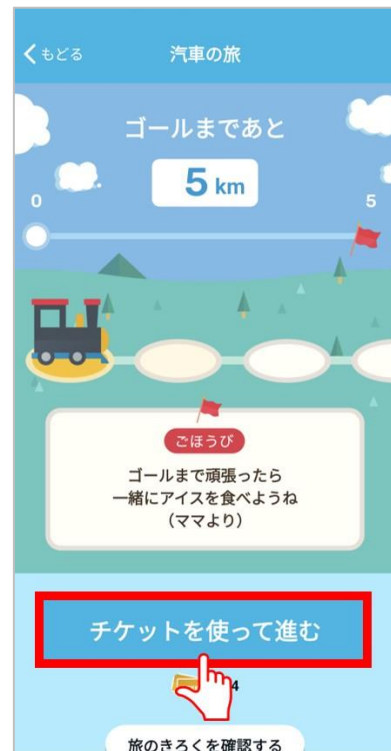 もどる
汽車の旅
ゴールまであと
5 km
0
5
ごほうび
ゴールまで頑張ったら
一緒にアイスを食べようね
（ママより）
チケットを使って進む
4
旅のきろくを確認する